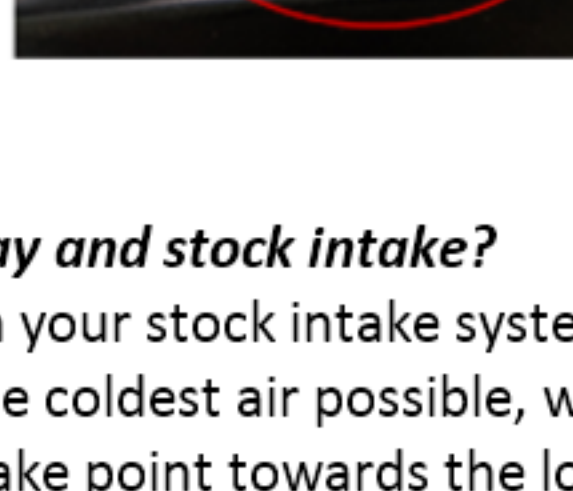 ay and stock intake?
your stock intake syste
e coldest air possible, w
ake point towards the lo